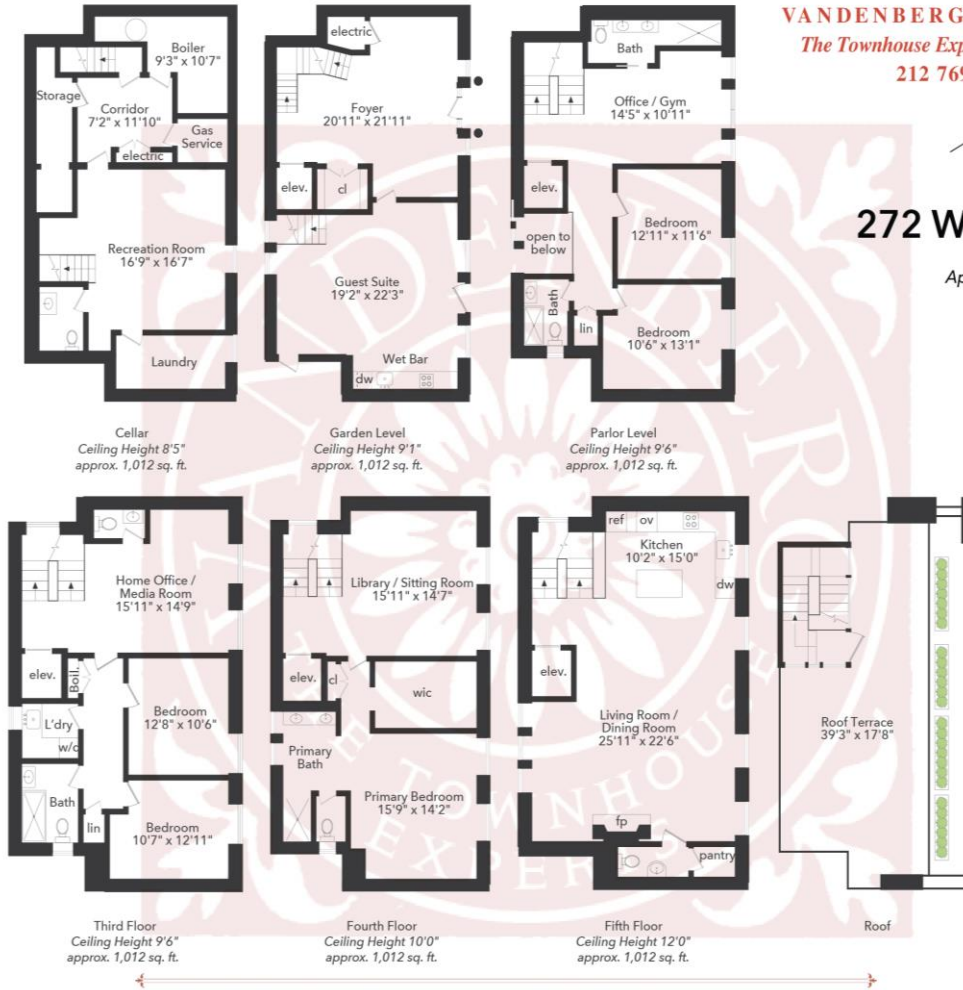 VANDENBERG
The Townhouse Exp
212 769
272 W
Ap
Boiler
9'3" x 10'7"
Storage
Corridor
7'2" x 11'10"
Gas
Service
electric
Recreation Room
16'9" x 16'7"
Laundry
Cellar
Ceiling Height 8'5"
approx. 1,012 sq. ft.
electric
Foyer
20'11" x 21'11"
elev.
cl
Guest Suite
19'2" x 22'3"
Wet Bar
dw
Garden Level
Ceiling Height 9'1"
approx. 1,012 sq. ft.
Bath
Office / Gym
14'5" x 10'11"
elev.
open to
below
Bedroom
12'11" x 11'6"
Bath
lin
Bedroom
10'6" x 13'1"
Parlor Level
Ceiling Height 9'6"
approx. 1,012 sq. ft.
Home Office /
Media Room
15'11" x 14'9"
elev.
Boil.
L'dry
w/d
Bedroom
12'8" x 10'6"
Bath
lin
Bedroom
10'7" x 12'11"
Third Floor
Ceiling Height 9'6"
approx. 1,012 sq. ft.
Library / Sitting Room
15'11" x 14'7"
elev.
cl
wic
Primary
Bath
Primary Bedroom
15'9" x 14'2"
Fourth Floor
Ceiling Height 10'0"
approx. 1,012 sq. ft.
ref
ov
Kitchen
10'2" x 15'0"
dw
elev.
Living Room /
Dining Room
25'11" x 22'6"
fp
pantry
Fifth Floor
Ceiling Height 12'0"
approx. 1,012 sq. ft.
Roof Terrace
39'3" x 17'8"
Roof
VANDENBERG
THE TOWNHOUSE
EXPERTS